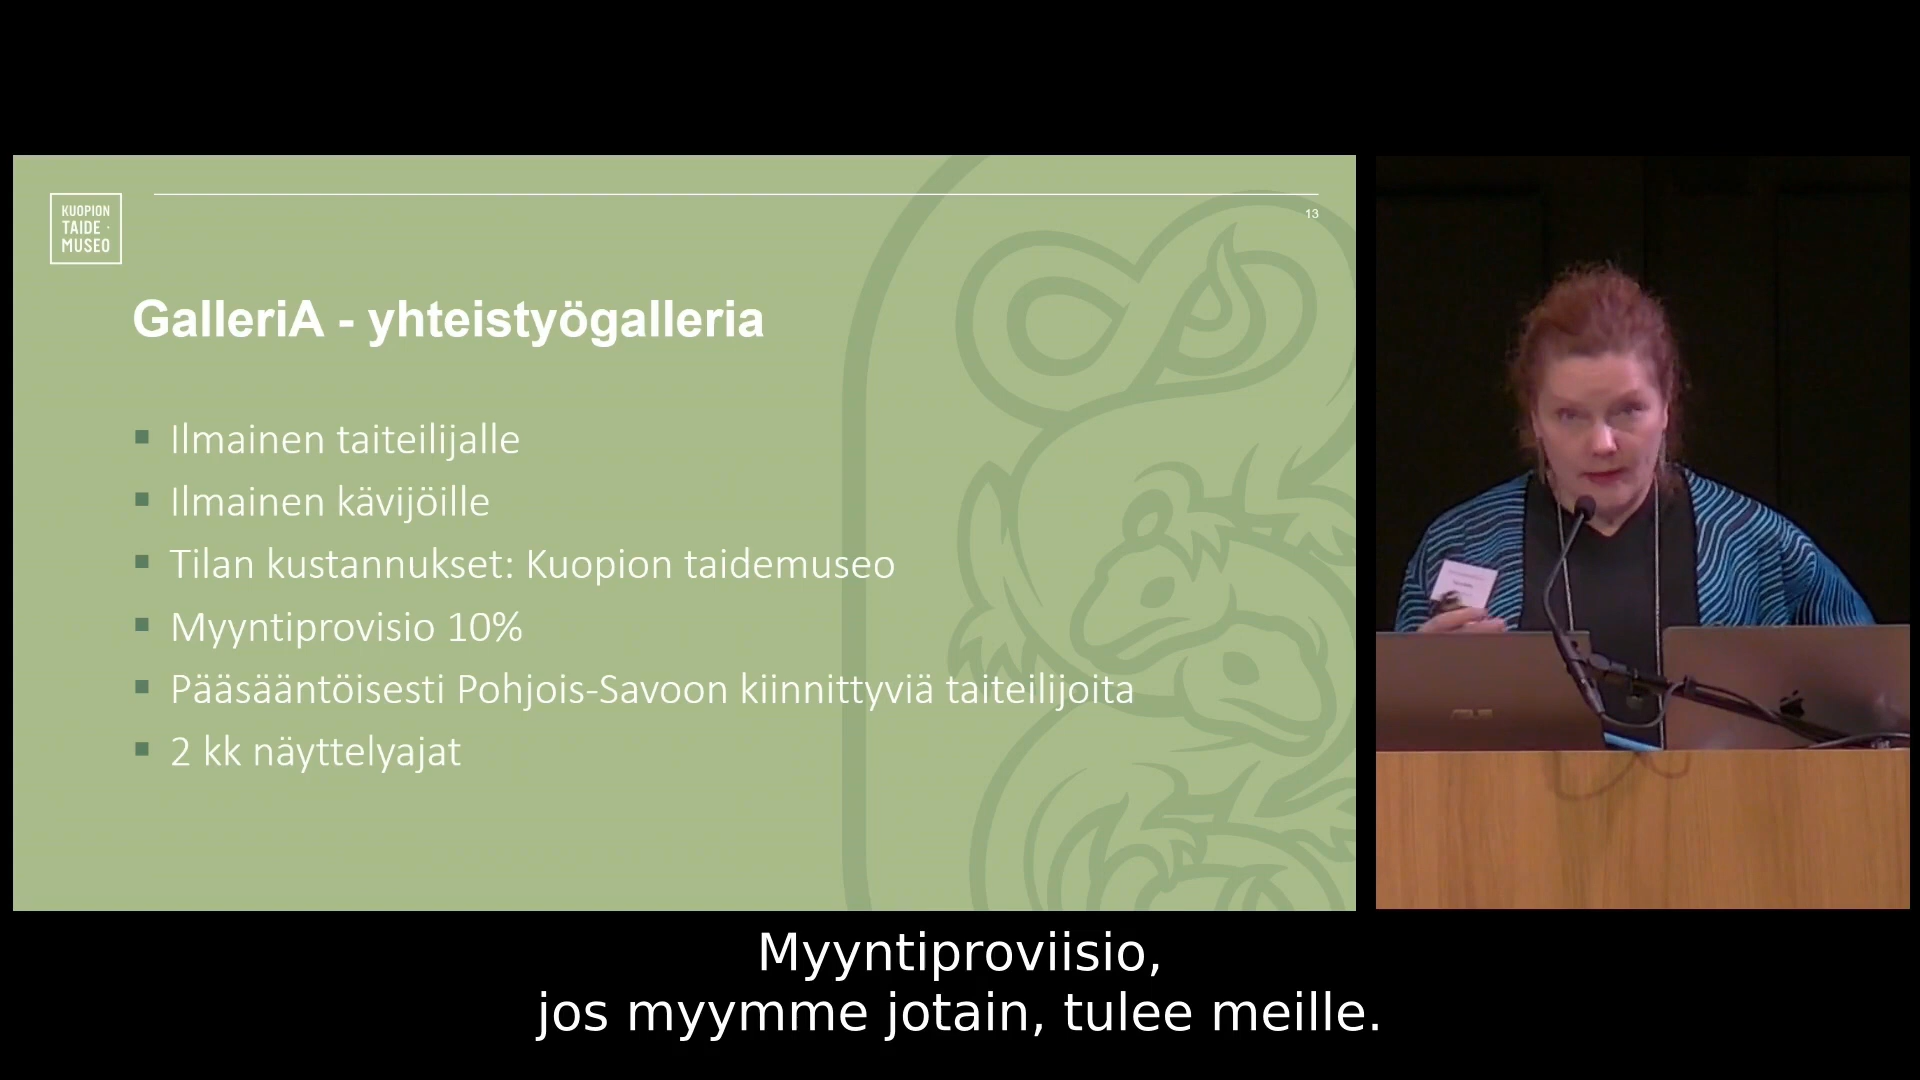 KUOPION
TAIDE ·
MUSEO
13
GalleriA - yhteistyögalleria
Ilmainen taiteilijalle
Ilmainen kävijöille
Tilan kustannukset: Kuopion taidemuseo
Myyntiprovisio 10%
Pääsääntöisesti Pohjois-Savoon kiinnittyviä taiteilijoita
2 kk näyttelyajat
ASUS
Myyntiproviisio,
jos myymme jotain, tulee meille.